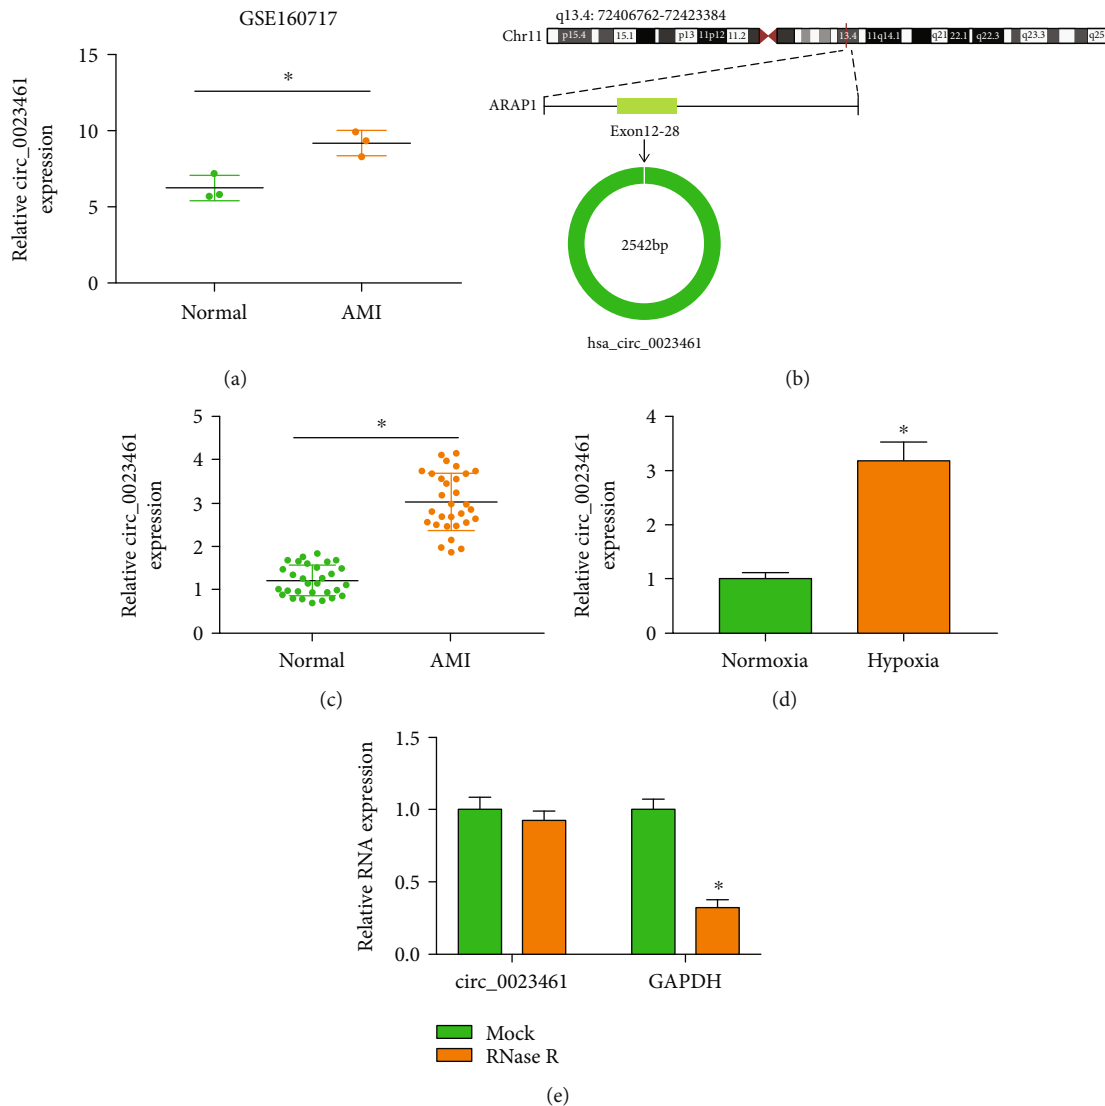 GSE160717
15
10
5
0
Relative circ_0023461
expression
*
Normal
AMI
(a)
q13.4: 72406762-72423384
Chr11
p15.4
15.1
p13
11p12
11.2
13.4
11q14.1
q21
22.1
q22.3
q23.3
q25
ARAP1
Exon12-28
2542bp
hsa_circ_0023461
(b)
5
4
3
2
1
0
Relative circ_0023461
expression
*
Normal
AMI
(c)
4
3
2
1
0
Relative circ_0023461
expression
*
Normoxia
Hypoxia
(d)
1.5
1.0
0.5
0.0
Relative RNA expression
*
circ_0023461
GAPDH
Mock
RNase R
(e)